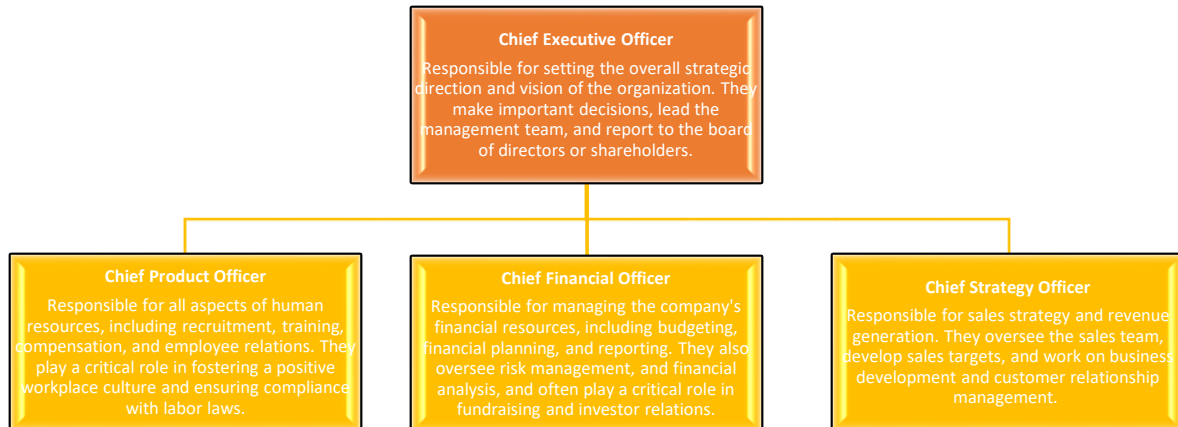 Chief Executive Officer
Responsible for setting the overall strategic
direction and vision of the organization. They
make important decisions, lead the
management team, and report to the board
of directors or shareholders.
Chief Product Officer
Responsible for all aspects of human
resources, including recruitment, training,
compensation, and employee relations. They
play a critical role in fostering a positive
workplace culture and ensuring compliance
with labor laws.
Chief Financial Officer
Responsible for managing the company's
financial resources, including budgeting,
financial planning, and reporting. They also
oversee risk management, and financial
analysis, and often play a critical role in
fundraising and investor relations.
Chief Strategy Officer
Responsible for sales strategy and revenue
generation. They oversee the sales team,
develop sales targets, and work on business
development and customer relationship
management.